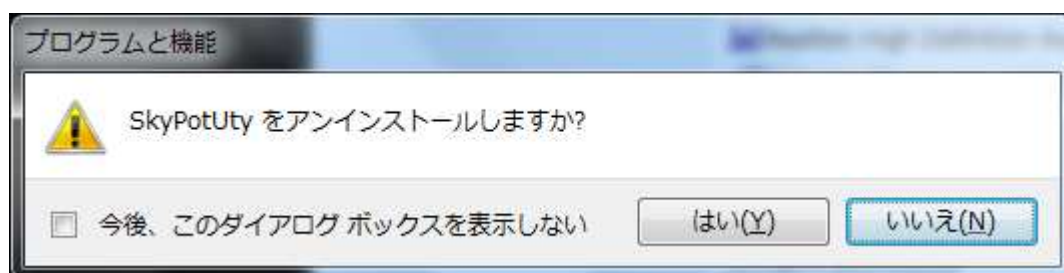 プログラムと機能
SkyPotUty をアンインストールしますか?
今後、このダイアログ ボックスを表示しない
はい(Y)
いいえ(N)